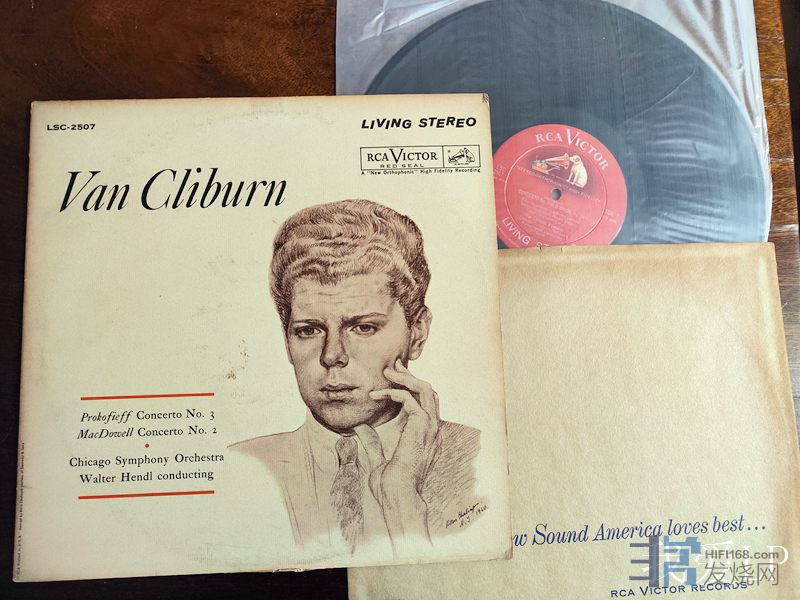 LSC-2507
LIVING STEREO
RCA VICTOR
RED SEAL
A "New Orthophonic" High Fidelity Recording
Van Cliburn
Prokofieff Concerto No. 3
MacDowell Concerto No. 2
Chicago Symphony Orchestra
Walter Hendl conducting
1960
RCA VICTOR
LIVING
w Sound America loves best...
RCA VICTOR RECORDS
HIFI168.com
发烧网